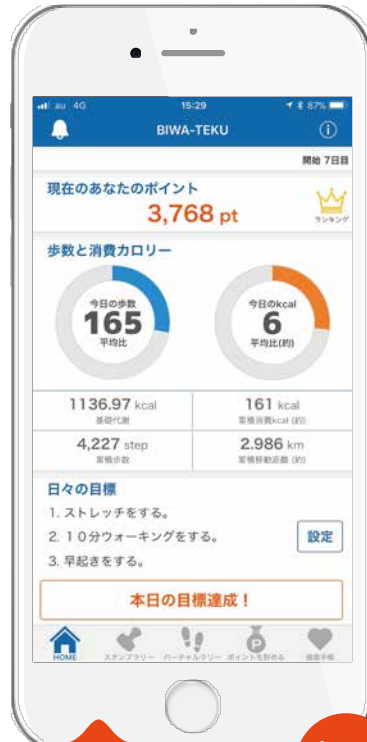 au 4G 15:29 87%
BIWA-TEKU
開始 7日目
現在のあなたのポイント
3,768 pt
ランキング
歩数と消費カロリー
今日の歩数
165
平均比
今日のkcal
6
平均比(約)
1136.97 kcal
基礎代謝
161 kcal
累積消費kcal (約)
4,227 step
累積歩数
2.986 km
累積移動距離 (約)
日々の目標
1. ストレッチをする。
2. 10分ウォーキングをする。
3. 早起きをする。
設定
本日の目標達成!
HOME
スタンプラリー
バーチャルラリー
ポイントを貯める
健康手帳